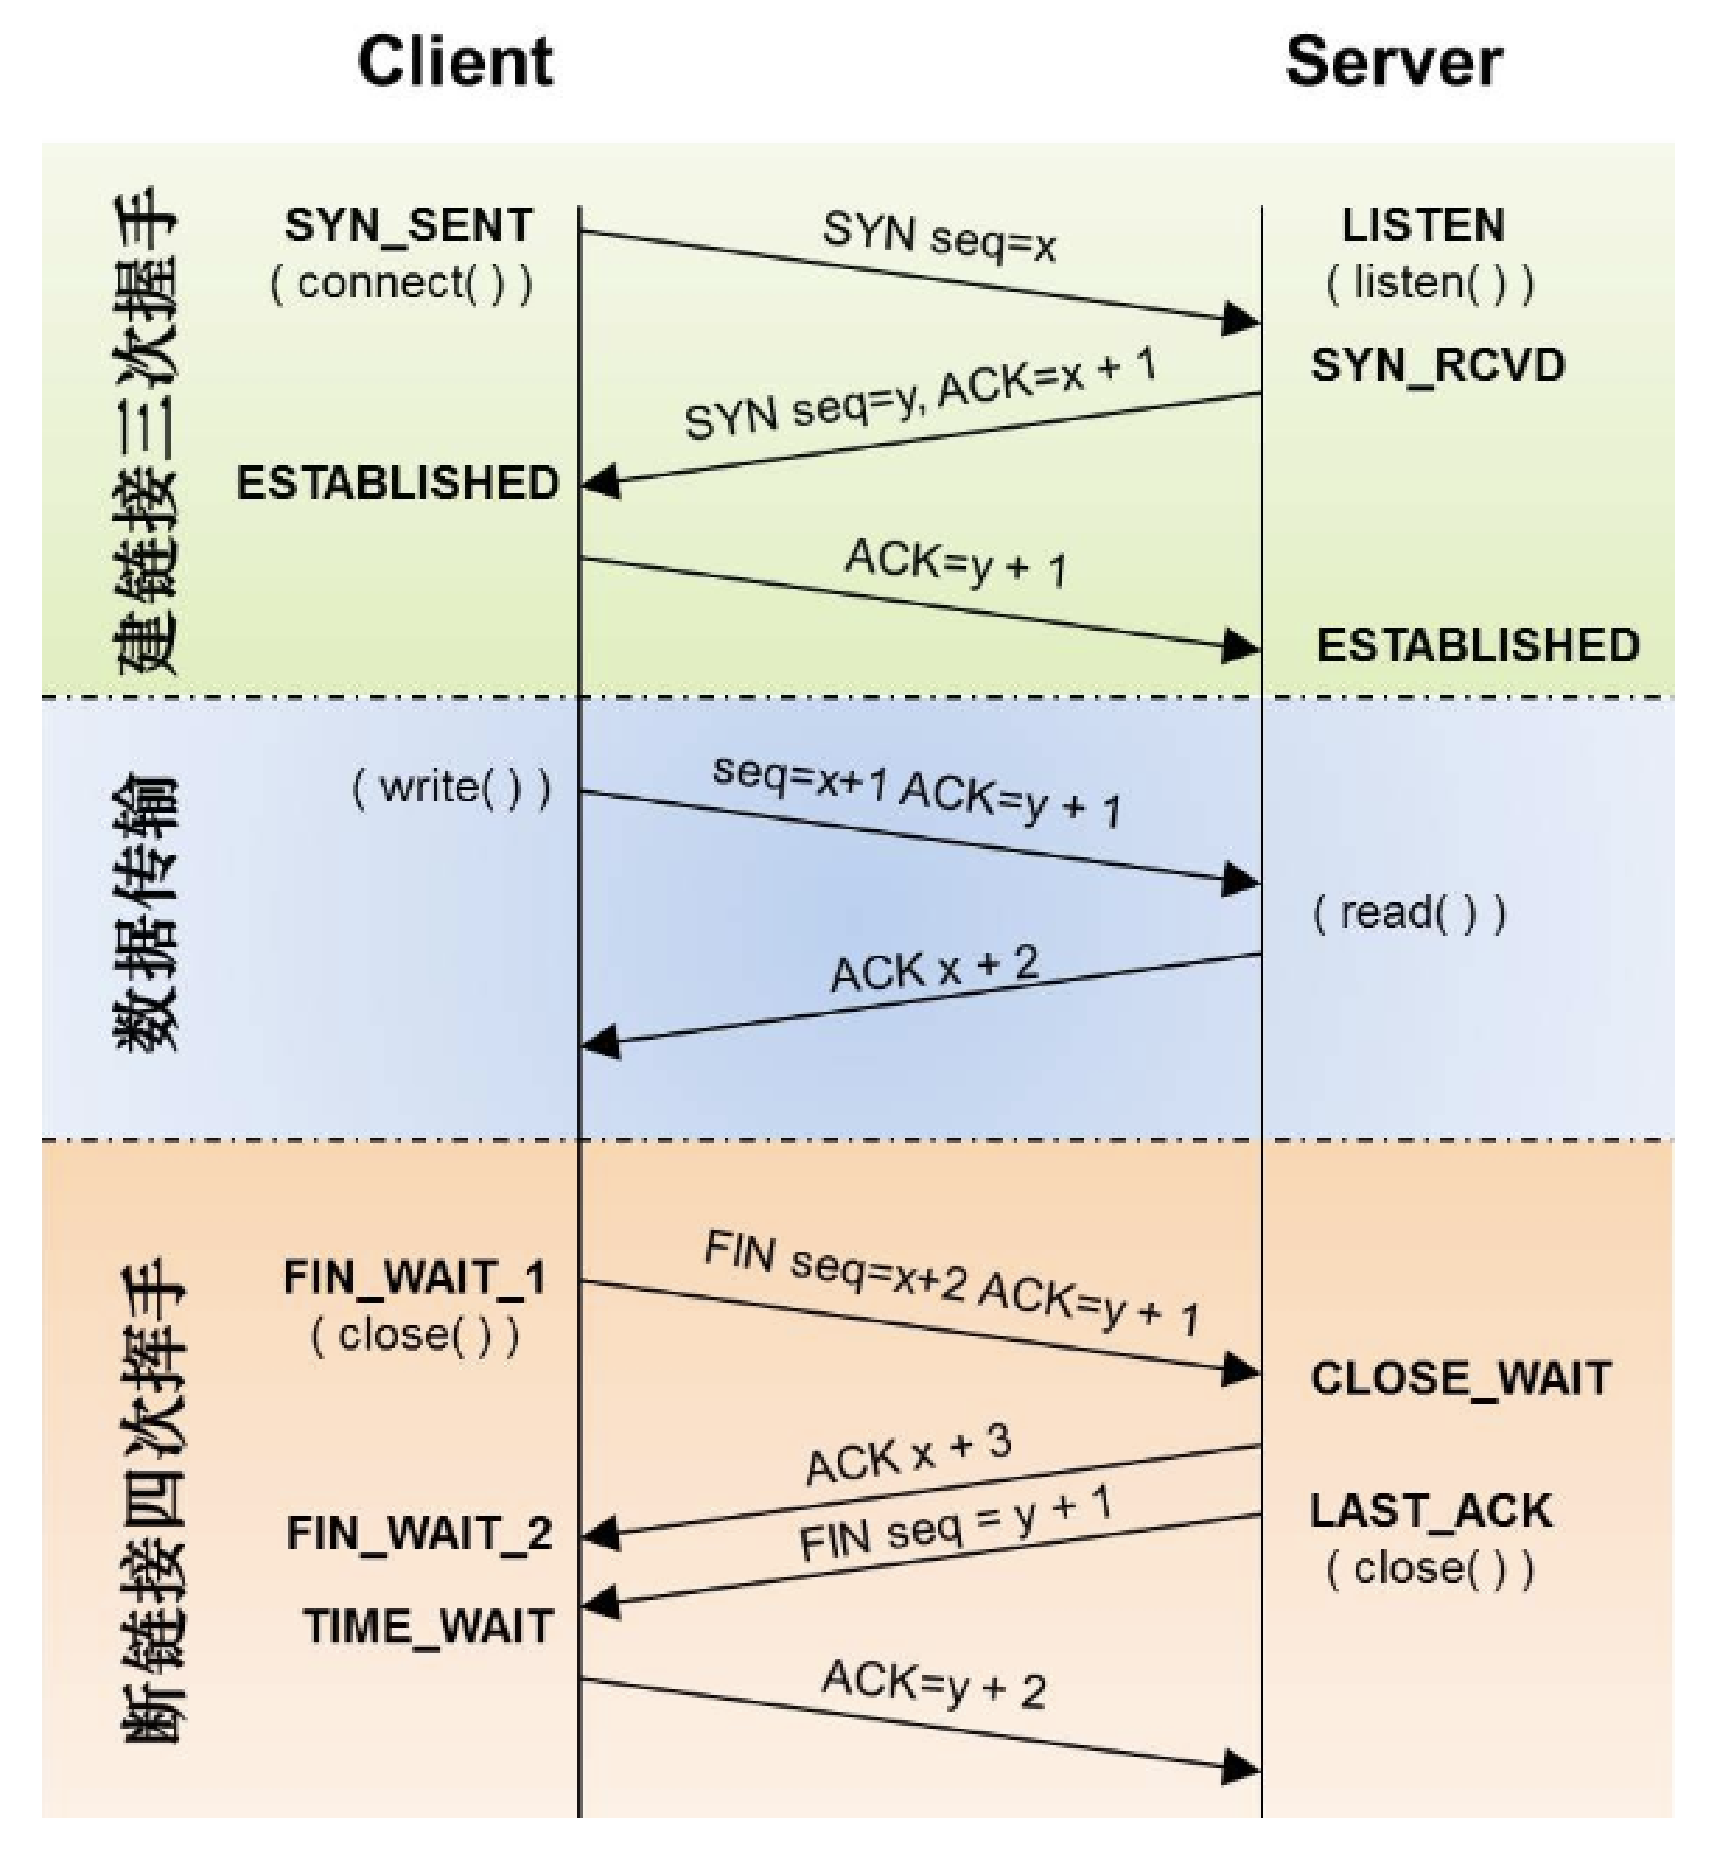 Client
Server
建链接三次握手
SYN_SENT
( connect( ) )
SYN seq=x
LISTEN
( listen( ) )
SYN_RCVD
SYN seq=y, ACK=x + 1
ESTABLISHED
ACK=y + 1
ESTABLISHED
数据传输
( write( ) )
seq=x+1 ACK=y + 1
( read( ) )
ACK x + 2
断链接四次挥手
FIN_WAIT_1
( close( ) )
FIN seq=x+2 ACK=y + 1
CLOSE_WAIT
ACK x + 3
FIN_WAIT_2
FIN seq = y + 1
LAST_ACK
( close( ) )
TIME_WAIT
ACK=y + 2